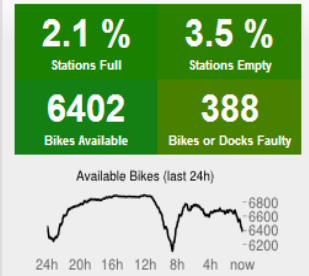 2.1 % 3.5 %
Stations Full Stations Empty
6402 388
Bikes Available Bikes or Docks Faulty
Available Bikes (last 24h)
6800
6600
6400
6200
24h 20h 16h 12h 8h 4h now